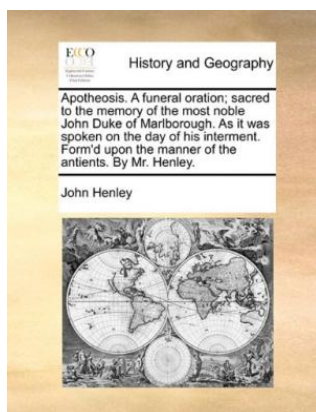 ECCO
History and Geography
Apotheosis. A funeral oration; sacred
to the memory of the most noble
John Duke of Marlborough. As it was
spoken on the day of his interment.
Form'd upon the manner of the
antients. By Mr. Henley.
John Henley